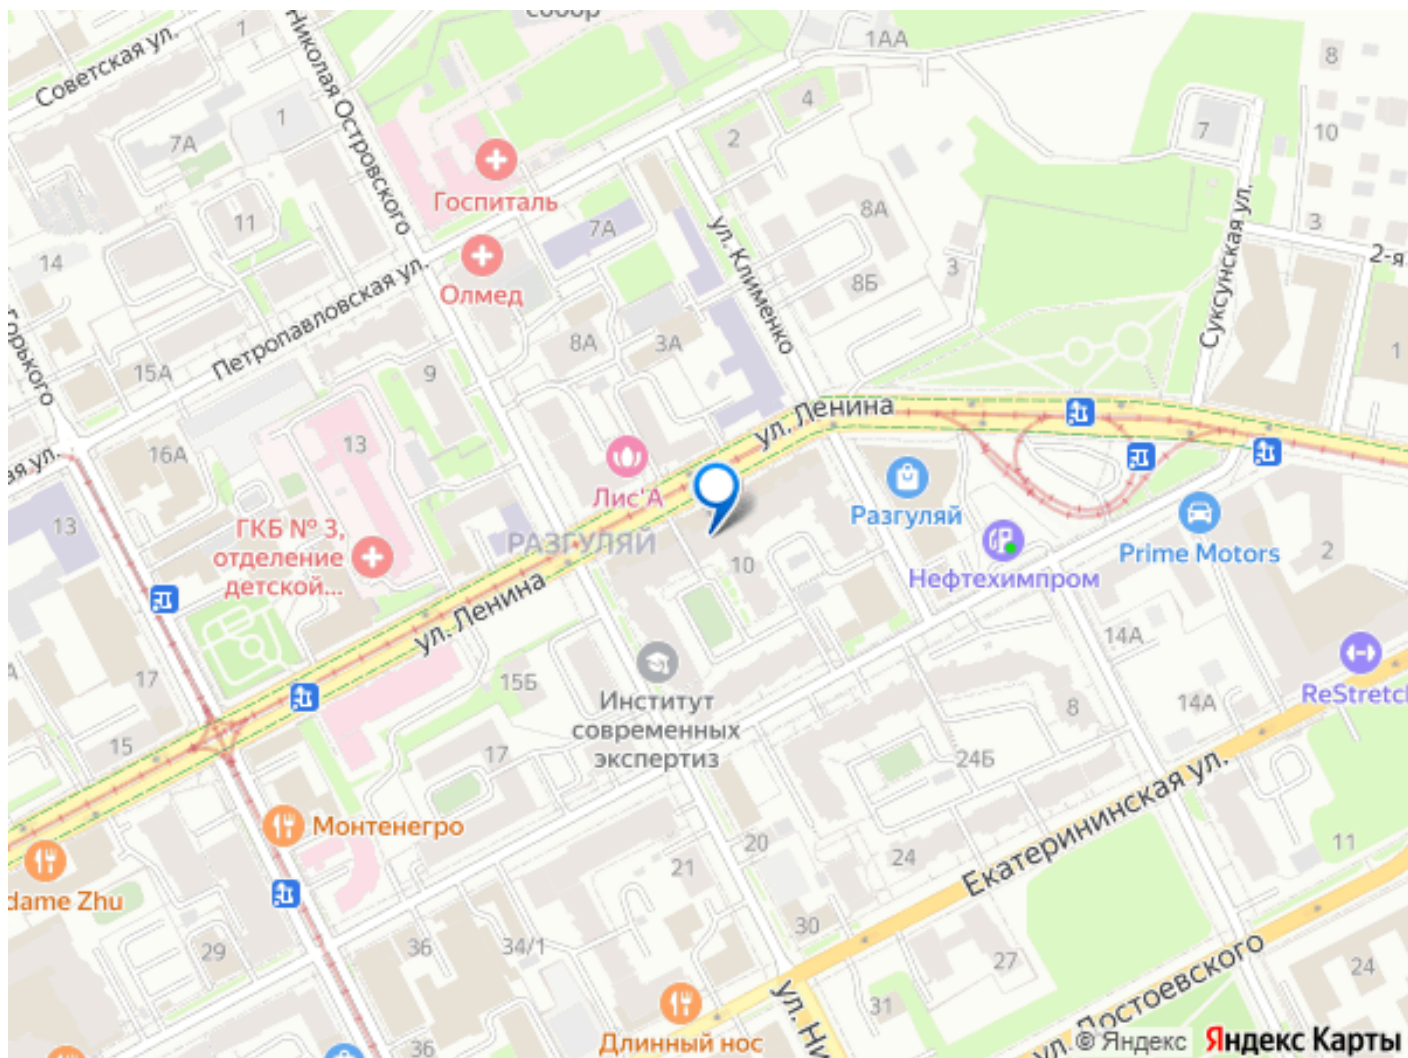 Советская ул.
7
Николая Островского
собор
1АА
8
7А
1
2
4
7
10
Госпиталь
11
7А
8А
3
14
ул. Клименко
Суксунская ул.
2-я
Олмед
3
8Б
Петропавловская ул.
8А
3А
1
15А
9
ул. Ленина
16А
13
Лис'А
Разгуляй
13
ГКБ № 3,
отделение
детской...
РАЗГУЛЯЙ
10
Нефтехимпром
Prime Motors
2
ул. Ленина
14А
17
15Б
Институт
современных
экспертиз
8
14А
ReStretch
15
17
24Б
Екатерининская ул.
Монтенегро
20
24
11
21
dame Zhu
29
36
34/1
30
27
24
31
Достоевского
Длинный нос
ул. Ни
ул.
36
© Яндекс
Яндекс Карты